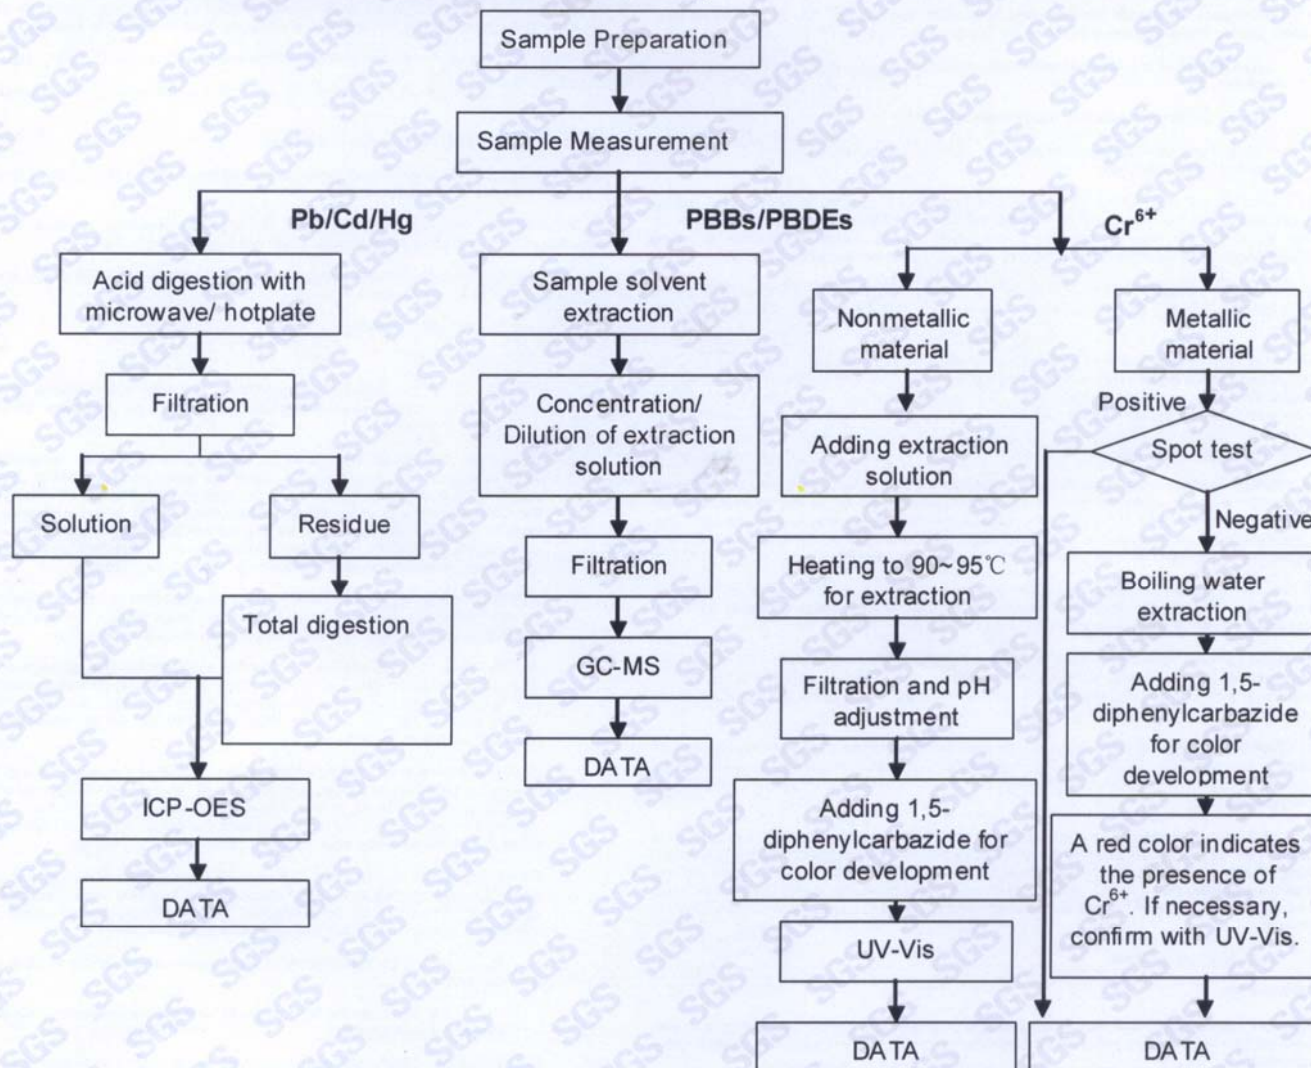 Sample Preparation
Sample Measurement
Pb/Cd/Hg
PBBs/PBDEs
Cr⁶⁺
Acid digestion with
microwave/ hotplate
Filtration
Solution
Residue
Total digestion
ICP-OES
DATA
Sample solvent
extraction
Concentration/
Dilution of extraction
solution
Filtration
GC-MS
DATA
Nonmetallic
material
Adding extraction
solution
Heating to 90~95℃
for extraction
Filtration and pH
adjustment
Adding 1,5-
diphenylcarbazide for
color development
UV-Vis
DATA
Metallic
material
Positive
Spot test
Negative
Boiling water
extraction
Adding 1,5-
diphenylcarbazide
for color
development
A red color indicates
the presence of
Cr⁶⁺. If necessary,
confirm with UV-Vis.
DATA
SGS